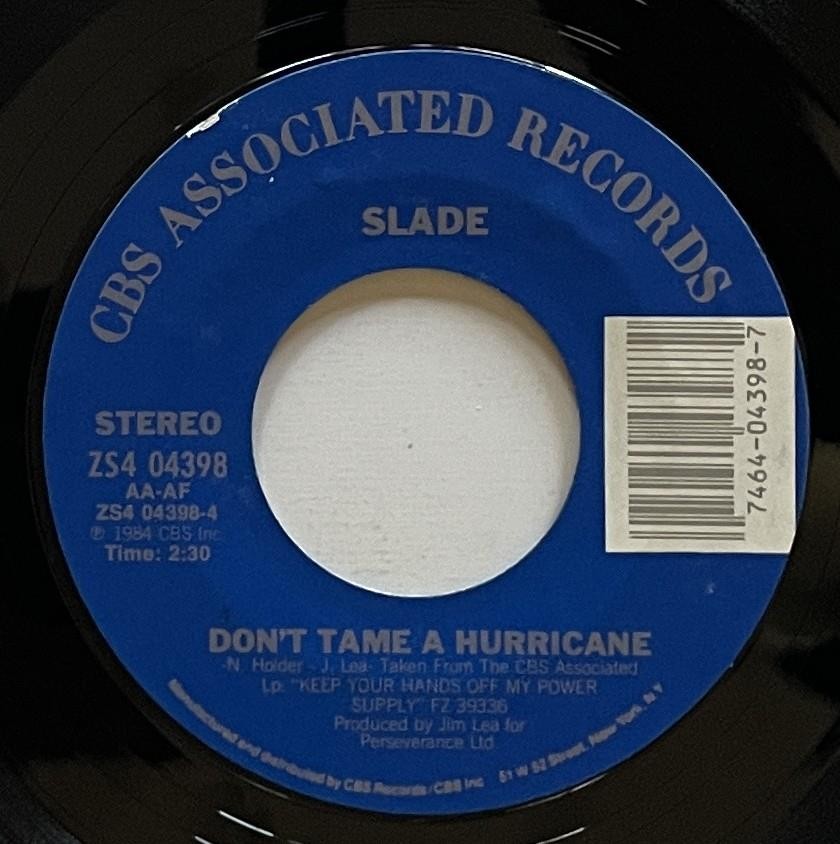 CBS ASSOCIATED RECORDS
SLADE
STEREO
ZS4 04398
AA-AF
ZS4 04398-4
℗ 1984 CBS Inc.
Time: 2:30
7464-04398-7
DON'T TAME A HURRICANE
-N. Holder - J. Lea- Taken From The CBS Associated
Lp: "KEEP YOUR HANDS OFF MY POWER
SUPPLY" FZ 39336
Produced by Jim Lea for
Perseverance Ltd
Manufactured and distributed by CBS Records/CBS Inc 51 W 52 Street, New York, N Y